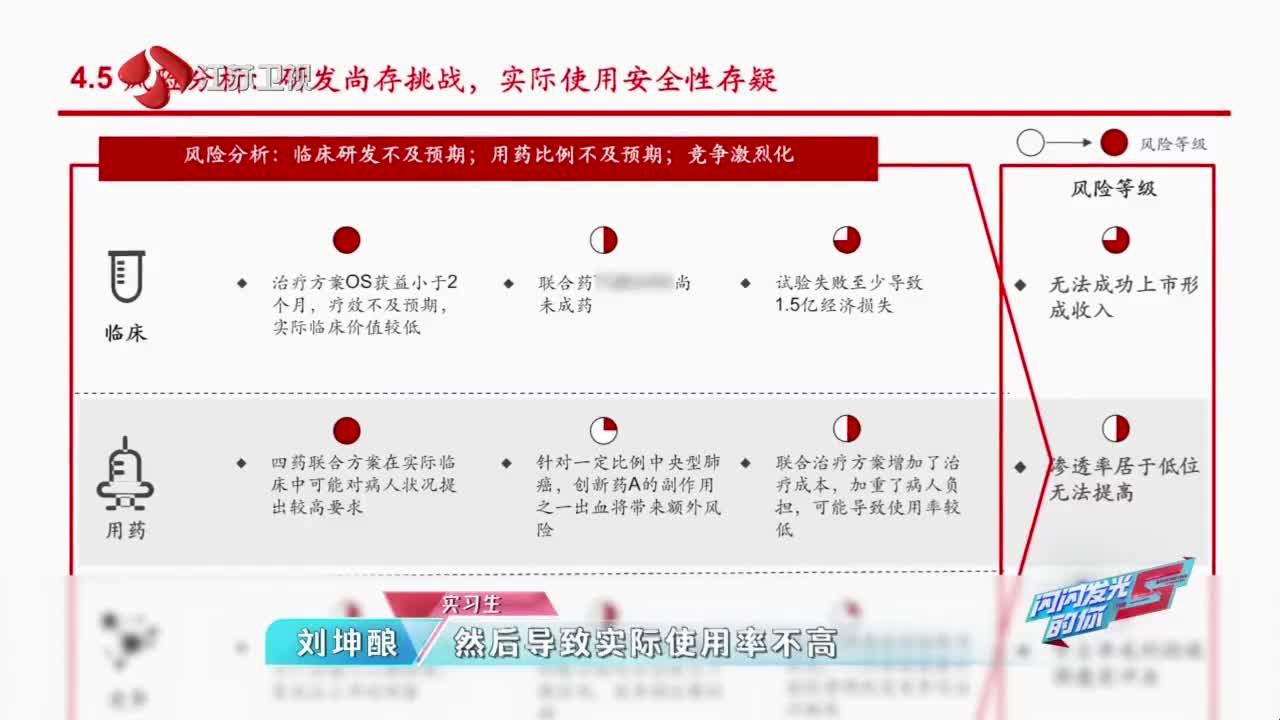 4.5 风险分析：研发尚存挑战，实际使用安全性存疑
江苏卫视
风险分析：临床研发不及预期；用药比例不及预期；竞争激烈化
风险等级
风险等级
临床
治疗方案OS获益小于2
个月，疗效不及预期，
实际临床价值较低
联合药
尚
未成药
试验失败至少导致
1.5亿经济损失
无法成功上市形
成收入
用药
四药联合方案在实际临
床中可能对病人状况提
出较高要求
针对一定比例中央型肺
癌，创新药A的副作用
之一出血将带来额外风
险
联合治疗方案增加了治
疗成本，加重了病人负
担，可能导致使用率较
低
渗透率居于低位
无法提高
实习生
刘坤酿
然后导致实际使用率不高
闪闪发光
的你
5